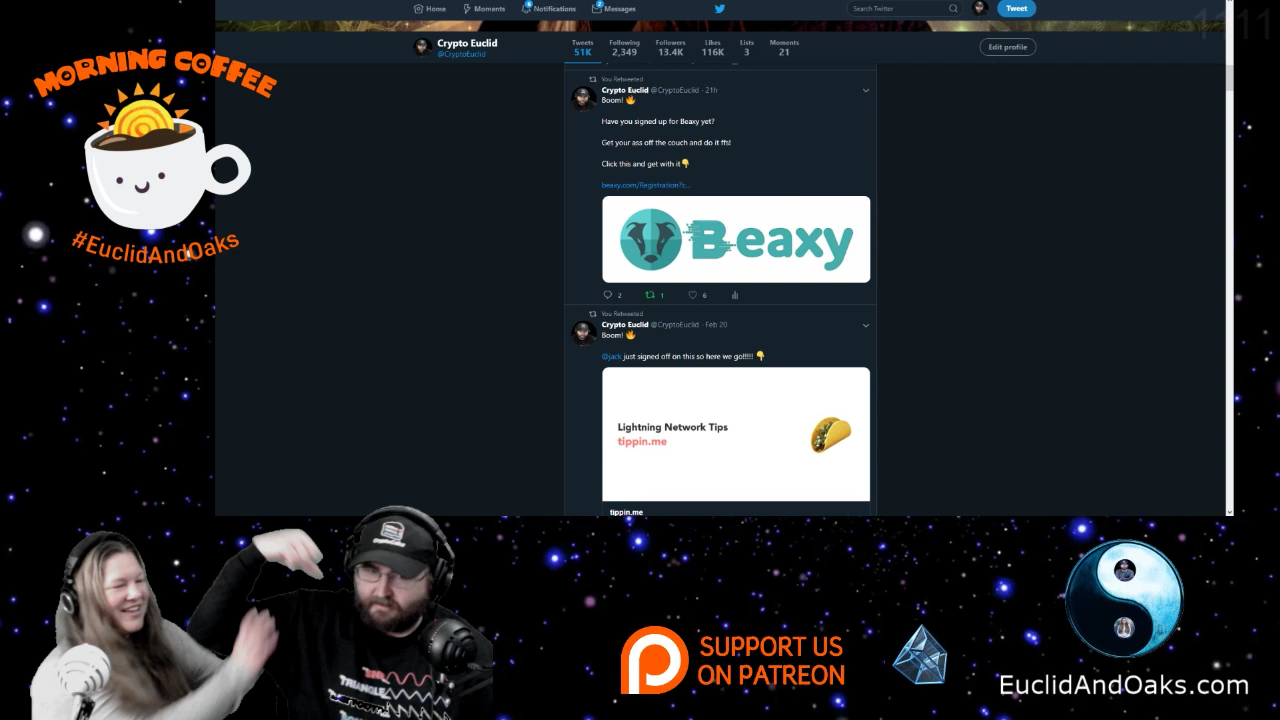 Home
Moments
6
Notifications
2
Messages
Search Twitter
Tweet
1111
Crypto Euclid
@CryptoEuclid
Tweets
51K
Following
2,349
Followers
13.4K
Likes
116K
Lists
3
Moments
21
Edit profile
MORNING COFFEE
#EuclidAndOaks
You Retweeted
Crypto Euclid @CryptoEuclid · 21h
Boom! 🔥
Have you signed up for Beaxy yet?
Get your ass off the couch and do it ffs!
Click this and get with it👇
beaxy.com/Registration?c...
Beaxy
2
1
6
You Retweeted
Crypto Euclid @CryptoEuclid · Feb 20
Boom! 🔥
@jack just signed off on this so here we go!!!!! 👇
Lightning Network Tips
tippin.me
tippin.me
TRIANGLE
SUPPORT US
ON PATREON
EuclidAndOaks.com